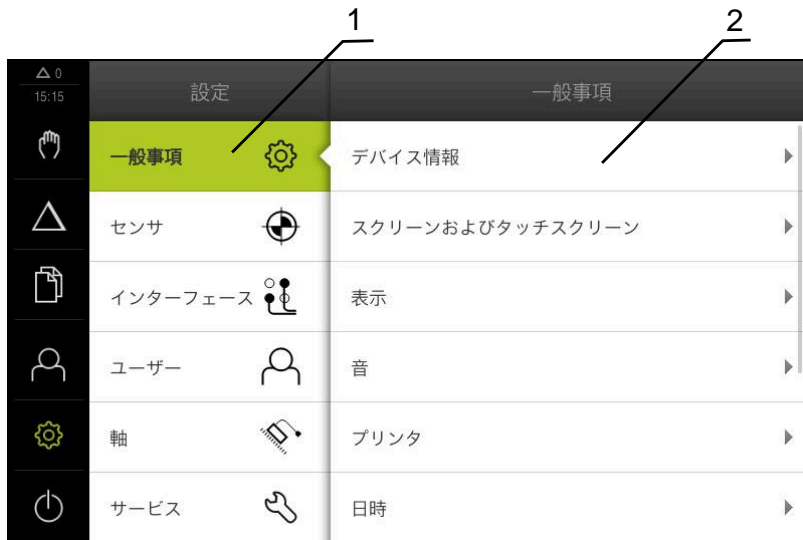 1
2
0
15:15
設定
一般事項
一般事項
センサ
インターフェース
ユーザー
軸
サービス
デバイス情報
スクリーンおよびタッチスクリーン
表示
音
プリンタ
日時